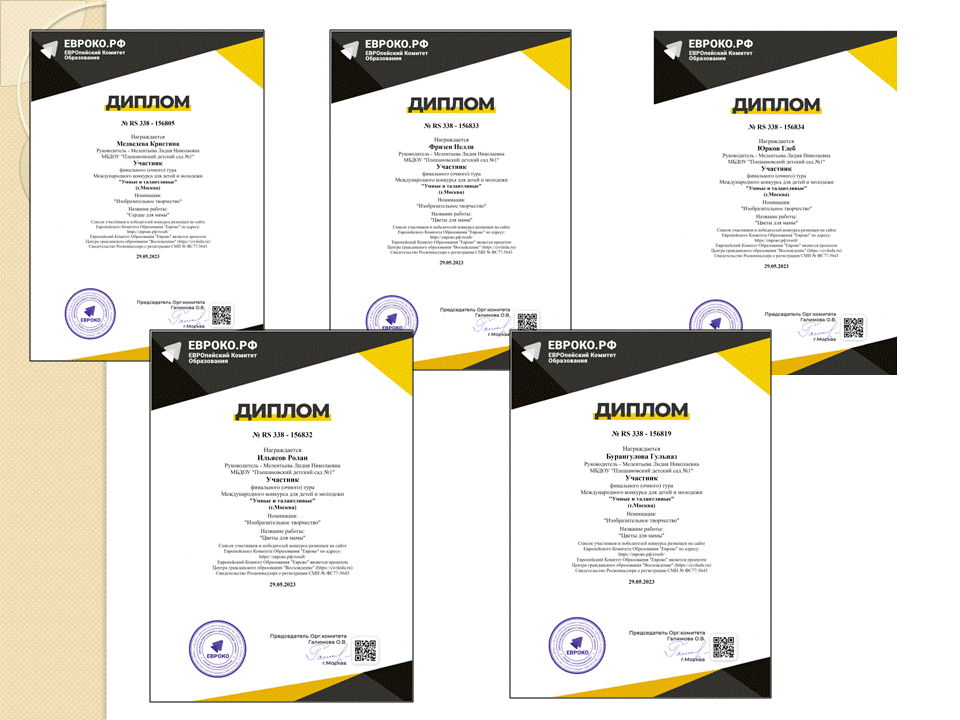 ЕВРОКО.РФ
ЕВРОпейский Комитет
Образования
ДИПЛОМ
№ RS 338 - 156805
Награждается
Медведева Кристина
Руководитель - Мелентьева Лидия Николаевна
МБДОУ "Плешановский детский сад №1"
Участник
финального (очного) тура
Международного конкурса для детей и молодежи
"Умные и талантливые"
(г.Москва)
Номинация:
"Изобразительное творчество"
Название работы:
"Сердце для мамы"
Список участников и победителей конкурса размещен на сайте
Европейского Комитета Образования "Евроко" по адресу:
https://евроко.рф/result/
Европейский Комитет Образования "Евроко" является проектом
Центра гражданского образования "Восхождение" (https://civiledu.ru)
Свидетельство Роскомнадзора о регистрации СМИ № ФС77-5643
29.05.2023
ЕВРОКО
Председатель Орг.комитета
Галимова О.В.
г.Москва
ЕВРОКО.РФ
ЕВРОпейский Комитет
Образования
ДИПЛОМ
№ RS 338 - 156833
Награждается
Фризен Нелли
Руководитель - Мелентьева Лидия Николаевна
МБДОУ "Плешановский детский сад №1"
Участник
финального (очного) тура
Международного конкурса для детей и молодежи
"Умные и талантливые"
(г.Москва)
Номинация:
"Изобразительное творчество"
Название работы:
"Цветы для мамы"
Список участников и победителей конкурса размещен на сайте
Европейского Комитета Образования "Евроко" по адресу:
https://евроко.рф/result/
Европейский Комитет Образования "Евроко" является проектом
Центра гражданского образования "Восхождение" (https://civiledu.ru)
Свидетельство Роскомнадзора о регистрации СМИ № ФС77-5643
29.05.2023
ЕВРОКО
Председатель Орг.комитета
Галимова О.В.
г.Москва
ЕВРОКО.РФ
ЕВРОпейский Комитет
Образования
ДИПЛОМ
№ RS 338 - 156834
Награждается
Юрков Глеб
Руководитель - Мелентьева Лидия Николаевна
МБДОУ "Плешановский детский сад №1"
Участник
финального (очного) тура
Международного конкурса для детей и молодежи
"Умные и талантливые"
(г.Москва)
Номинация:
"Изобразительное творчество"
Название работы:
"Цветы для мамы"
Список участников и победителей конкурса размещен на сайте
Европейского Комитета Образования "Евроко" по адресу:
https://евроко.рф/result/
Европейский Комитет Образования "Евроко" является проектом
Центра гражданского образования "Восхождение" (https://civiledu.ru)
Свидетельство Роскомнадзора о регистрации СМИ № ФС77-5643
29.05.2023
ЕВРОКО
Председатель Орг.комитета
Галимова О.В.
г.Москва
ЕВРОКО.РФ
ЕВРОпейский Комитет
Образования
ДИПЛОМ
№ RS 338 - 156832
Награждается
Ильясов Ролан
Руководитель - Мелентьева Лидия Николаевна
МБДОУ "Плешановский детский сад №1"
Участник
финального (очного) тура
Международного конкурса для детей и молодежи
"Умные и талантливые"
(г.Москва)
Номинация:
"Изобразительное творчество"
Название работы:
"Цветы для мамы"
Список участников и победителей конкурса размещен на сайте
Европейского Комитета Образования "Евроко" по адресу:
https://евроко.рф/result/
Европейский Комитет Образования "Евроко" является проектом
Центра гражданского образования "Восхождение" (https://civiledu.ru)
Свидетельство Роскомнадзора о регистрации СМИ № ФС77-5643
29.05.2023
ЕВРОКО
Председатель Орг.комитета
Галимова О.В.
г.Москва
ЕВРОКО.РФ
ЕВРОпейский Комитет
Образования
ДИПЛОМ
№ RS 338 - 156819
Награждается
Бурангулова Гульназ
Руководитель - Мелентьева Лидия Николаевна
МБДОУ "Плешановский детский сад №1"
Участник
финального (очного) тура
Международного конкурса для детей и молодежи
"Умные и талантливые"
(г.Москва)
Номинация:
"Изобразительное творчество"
Название работы:
"Цветы для мамы"
Список участников и победителей конкурса размещен на сайте
Европейского Комитета Образования "Евроко" по адресу:
https://евроко.рф/result/
Европейский Комитет Образования "Евроко" является проектом
Центра гражданского образования "Восхождение" (https://civiledu.ru)
Свидетельство Роскомнадзора о регистрации СМИ № ФС77-5643
29.05.2023
ЕВРОКО
Председатель Орг.комитета
Галимова О.В.
г.Москва